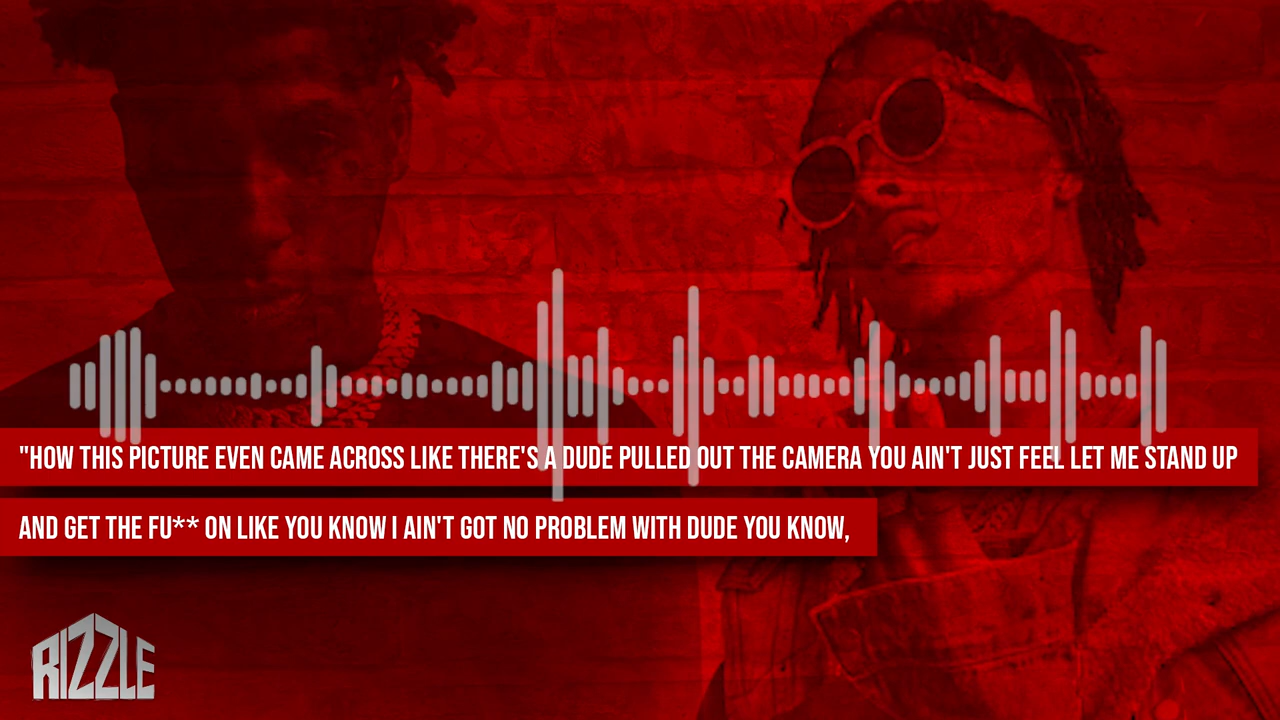 "HOW THIS PICTURE EVEN CAME ACROSS LIKE THERE'S A DUDE PULLED OUT THE CAMERA YOU AIN'T JUST FEEL LET ME STAND UP
AND GET THE FU** ON LIKE YOU KNOW I AIN'T GOT NO PROBLEM WITH DUDE YOU KNOW,
RIZZLE